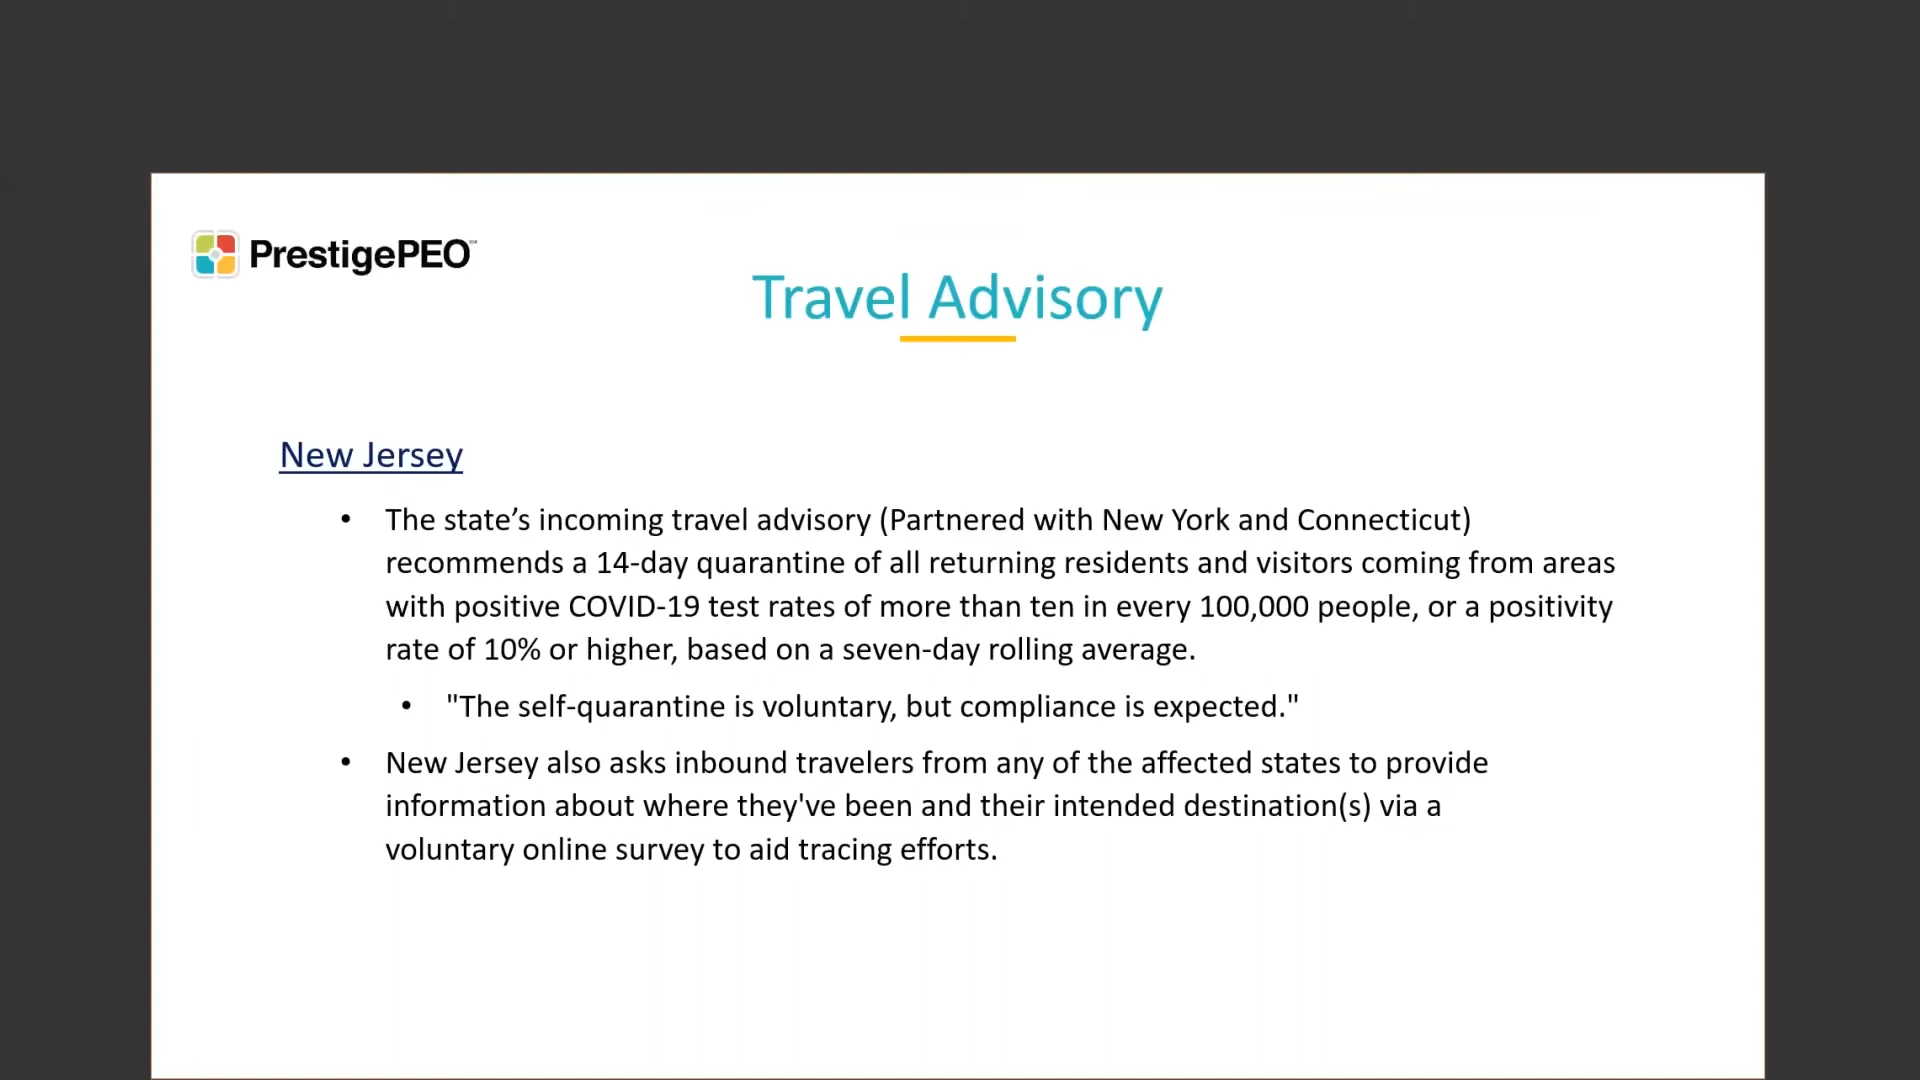 PrestigePEO
Travel Advisory
New Jersey
• The state’s incoming travel advisory (Partnered with New York and Connecticut)
recommends a 14-day quarantine of all returning residents and visitors coming from areas
with positive COVID-19 test rates of more than ten in every 100,000 people, or a positivity
rate of 10% or higher, based on a seven-day rolling average.
• "The self-quarantine is voluntary, but compliance is expected."
• New Jersey also asks inbound travelers from any of the affected states to provide
information about where they've been and their intended destination(s) via a
voluntary online survey to aid tracing efforts.